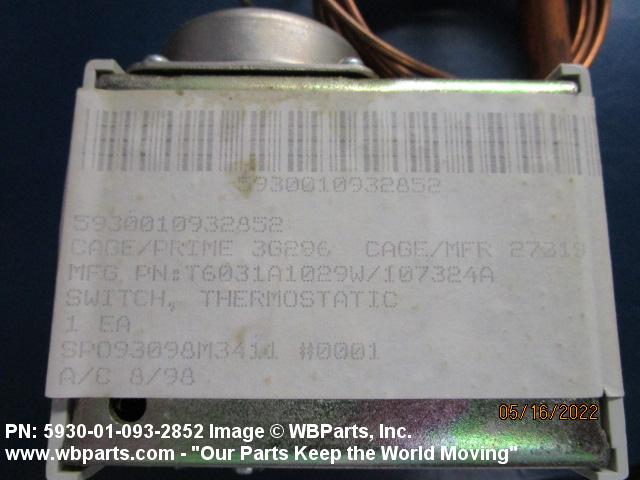 5930010932852
5930010932852
CAGE/PRIME 3G296 CAGE/MFR 27319
MFG PN:T6031A1029W/107324A
SWITCH, THERMOSTATIC
1 EA
SPO93098M3411 #0001
A/C 8/98
05/16/2022
PN: 5930-01-093-2852 Image © WBParts, Inc.
www.wbparts.com - "Our Parts Keep the World Moving"